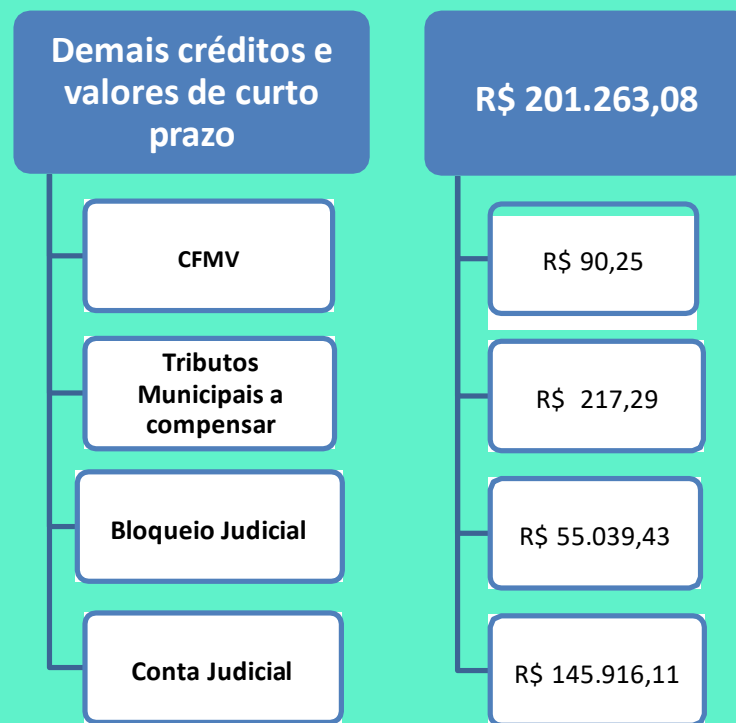 Demais créditos e
valores de curto
prazo
R$ 201.263,08
CFMV
R$ 90,25
Tributos
Municipais a
compensar
R$ 217,29
Bloqueio Judicial
R$ 55.039,43
Conta Judicial
R$ 145.916,11